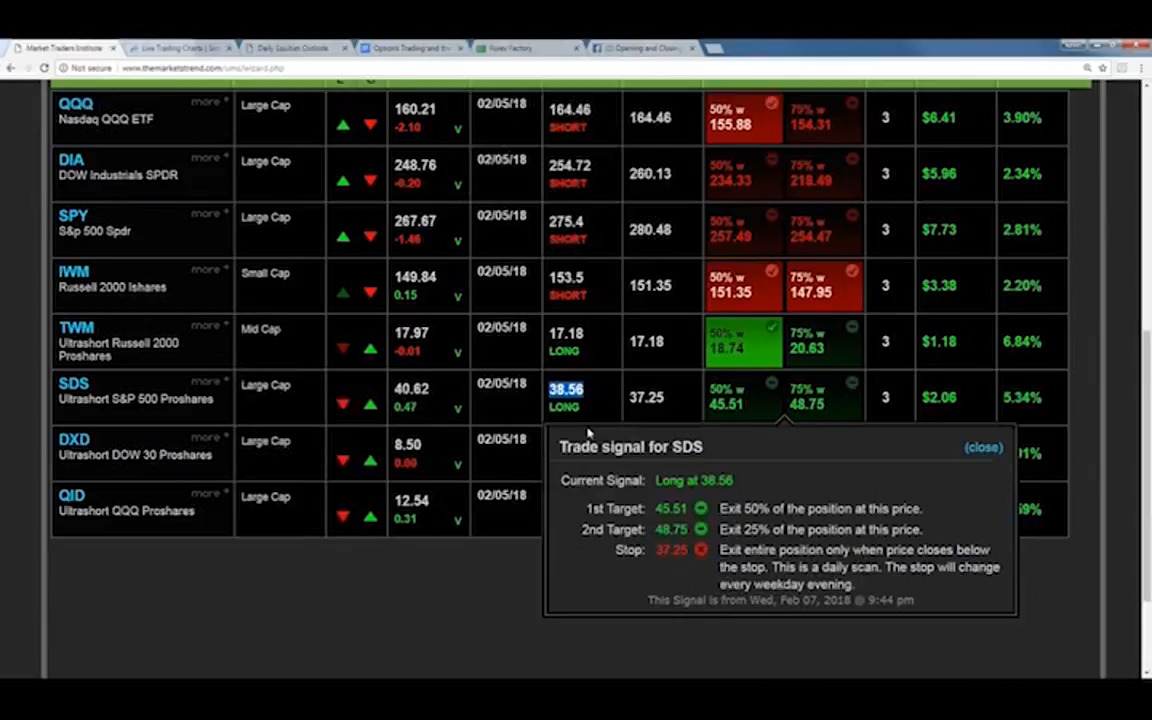 Market Traders Institute
Live Trading Charts | Sm
Daily Equities Outlook
Options Trading and th
Forex Factory
Opening and Closing
Not secure www.themarketstrend.com/ums/wizard.php
QQQ more + Large Cap 160.21 02/05/18 164.46 164.46 50% w 75% w 3 $6.41 3.90%
Nasdaq QQQ ETF -2.10 v SHORT 155.88 154.31
DIA more + Large Cap 248.76 02/05/18 254.72 260.13 50% w 75% w 3 $5.96 2.34%
DOW Industrials SPDR -0.20 v SHORT 234.33 218.49
SPY more + Large Cap 267.67 02/05/18 275.4 280.48 50% w 75% w 3 $7.73 2.81%
S&p 500 Spdr -1.46 v SHORT 257.49 254.47
IWM more + Small Cap 149.84 02/05/18 153.5 151.35 50% w 75% w 3 $3.38 2.20%
Russell 2000 Ishares 0.15 v SHORT 151.35 147.95
TWM more + Mid Cap 17.97 02/05/18 17.18 17.18 50% w 75% w 3 $1.18 6.84%
Ultrashort Russell 2000 -0.01 v LONG 18.74 20.63
Proshares
SDS more + Large Cap 40.62 02/05/18 38.56 37.25 50% w 75% w 3 $2.06 5.34%
Ultrashort S&P 500 Proshares 0.47 v LONG 45.51 48.75
DXD more + Large Cap 8.50 02/05/18
Ultrashort DOW 30 Proshares 0.00 v
QID more + Large Cap 12.54 02/05/18
Ultrashort QQQ Proshares 0.31 v
Trade signal for SDS (close)
Current Signal: Long at 38.56
1st Target: 45.51 Exit 50% of the position at this price.
2nd Target: 48.75 Exit 25% of the position at this price.
Stop: 37.25 Exit entire position only when price closes below
the stop. This is a daily scan. The stop will change
every weekday evening.
This Signal is from Wed, Feb 07, 2018 @ 9:44 pm